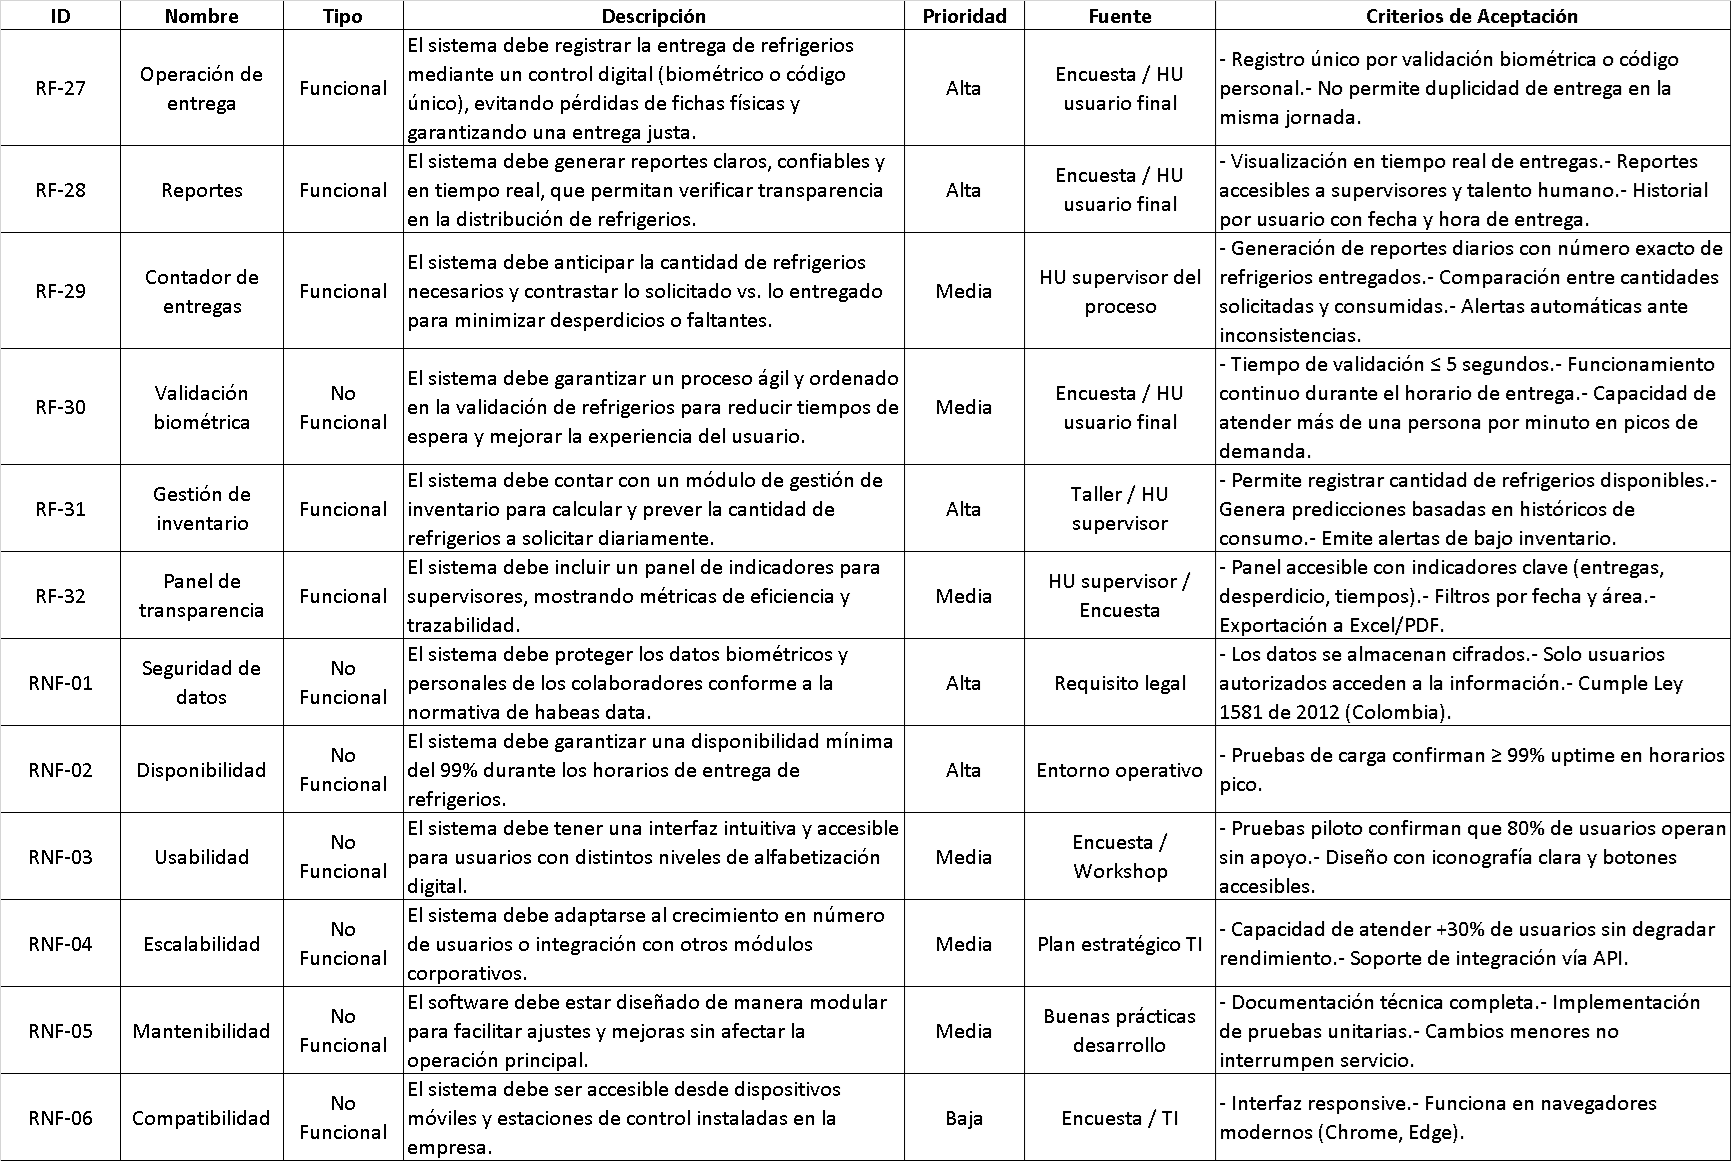 ID Nombre Tipo Descripción Prioridad Fuente Criterios de Aceptación
RF-27
Operación de
entrega
Funcional
El sistema debe registrar la entrega de refrigerios
mediante un control digital (biométrico o código
único), evitando pérdidas de fichas físicas y
garantizando una entrega justa.
Alta
Encuesta / HU
usuario final
- Registro único por validación biométrica o código
personal.- No permite duplicidad de entrega en la
misma jornada.
RF-28
Reportes
Funcional
El sistema debe generar reportes claros, confiables y
en tiempo real, que permitan verificar transparencia
en la distribución de refrigerios.
Alta
Encuesta / HU
usuario final
- Visualización en tiempo real de entregas.- Reportes
accesibles a supervisores y talento humano.- Historial
por usuario con fecha y hora de entrega.
RF-29
Contador de
entregas
Funcional
El sistema debe anticipar la cantidad de refrigerios
necesarios y contrastar lo solicitado vs. lo entregado
para minimizar desperdicios o faltantes.
Media
HU supervisor del
proceso
- Generación de reportes diarios con número exacto de
refrigerios entregados.- Comparación entre cantidades
solicitadas y consumidas.- Alertas automáticas ante
inconsistencias.
RF-30
Validación
biométrica
No
Funcional
El sistema debe garantizar un proceso ágil y ordenado
en la validación de refrigerios para reducir tiempos de
espera y mejorar la experiencia del usuario.
Media
Encuesta / HU
usuario final
- Tiempo de validación ≤ 5 segundos.- Funcionamiento
continuo durante el horario de entrega.- Capacidad de
atender más de una persona por minuto en picos de
demanda.
RF-31
Gestión de
inventario
Funcional
El sistema debe contar con un módulo de gestión de
inventario para calcular y prever la cantidad de
refrigerios a solicitar diariamente.
Alta
Taller / HU
supervisor
- Permite registrar cantidad de refrigerios disponibles.-
Genera predicciones basadas en históricos de
consumo.- Emite alertas de bajo inventario.
RF-32
Panel de
transparencia
Funcional
El sistema debe incluir un panel de indicadores para
supervisores, mostrando métricas de eficiencia y
trazabilidad.
Media
HU supervisor /
Encuesta
- Panel accesible con indicadores clave (entregas,
desperdicio, tiempos).- Filtros por fecha y área.-
Exportación a Excel/PDF.
RNF-01
Seguridad de
datos
No
Funcional
El sistema debe proteger los datos biométricos y
personales de los colaboradores conforme a la
normativa de habeas data.
Alta
Requisito legal
- Los datos se almacenan cifrados.- Solo usuarios
autorizados acceden a la información.- Cumple Ley
1581 de 2012 (Colombia).
RNF-02
Disponibilidad
No
Funcional
El sistema debe garantizar una disponibilidad mínima
del 99% durante los horarios de entrega de
refrigerios.
Alta
Entorno operativo
- Pruebas de carga confirman ≥ 99% uptime en horarios
pico.
RNF-03
Usabilidad
No
Funcional
El sistema debe tener una interfaz intuitiva y accesible
para usuarios con distintos niveles de alfabetización
digital.
Media
Encuesta /
Workshop
- Pruebas piloto confirman que 80% de usuarios operan
sin apoyo.- Diseño con iconografía clara y botones
accesibles.
RNF-04
Escalabilidad
No
Funcional
El sistema debe adaptarse al crecimiento en número
de usuarios o integración con otros módulos
corporativos.
Media
Plan estratégico TI
- Capacidad de atender +30% de usuarios sin degradar
rendimiento.- Soporte de integración vía API.
RNF-05
Mantenibilidad
No
Funcional
El software debe estar diseñado de manera modular
para facilitar ajustes y mejoras sin afectar la
operación principal.
Media
Buenas prácticas
desarrollo
- Documentación técnica completa.- Implementación
de pruebas unitarias.- Cambios menores no
interrumpen servicio.
RNF-06
Compatibilidad
No
Funcional
El sistema debe ser accesible desde dispositivos
móviles y estaciones de control instaladas en la
empresa.
Baja
Encuesta / TI
- Interfaz responsive.- Funciona en navegadores
modernos (Chrome, Edge).